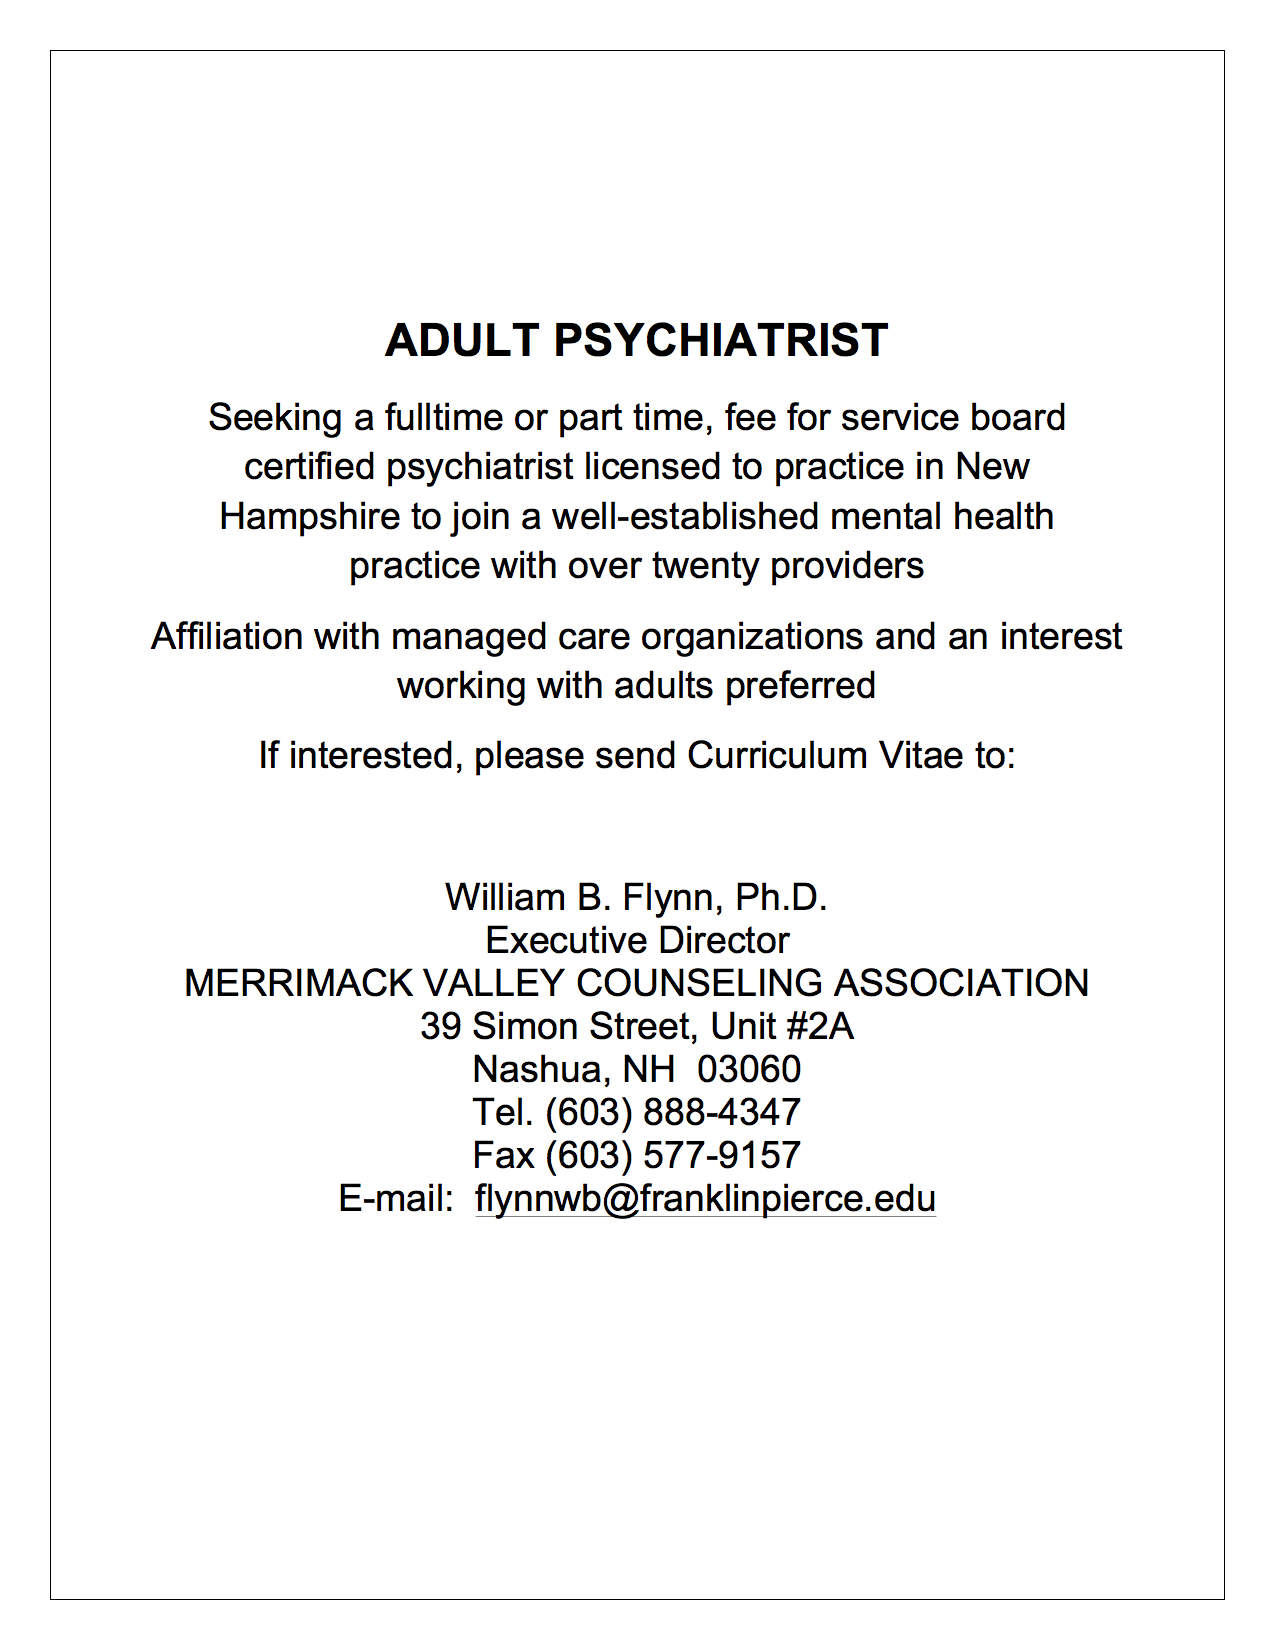 ADULT PSYCHIATRIST
Seeking a fulltime or part time, fee for service board
certified psychiatrist licensed to practice in New
Hampshire to join a well-established mental health
practice with over twenty providers
Affiliation with managed care organizations and an interest
working with adults preferred
If interested, please send Curriculum Vitae to:
William B. Flynn, Ph.D.
Executive Director
MERRIMACK VALLEY COUNSELING ASSOCIATION
39 Simon Street, Unit #2A
Nashua, NH  03060
Tel. (603) 888-4347
Fax (603) 577-9157
E-mail:  flynnwb@franklinpierce.edu